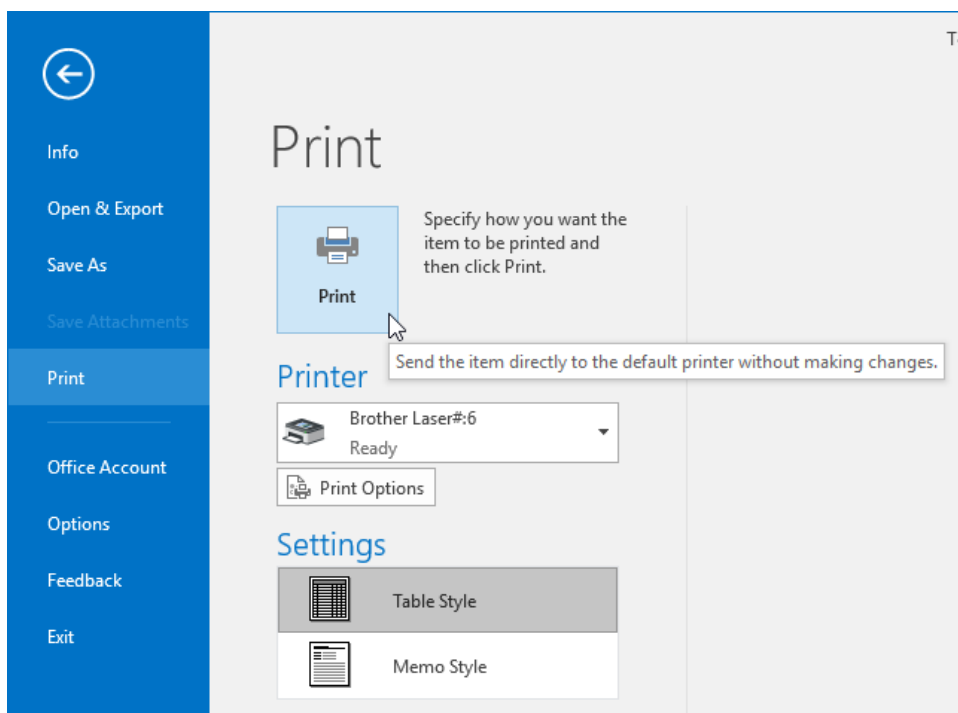 Info
Open & Export
Save As
Save Attachments
Print
Office Account
Options
Feedback
Exit
Print
Print
Specify how you want the
item to be printed and
then click Print.
Send the item directly to the default printer without making changes.
Printer
Brother Laser#:6
Ready
Print Options
Settings
Table Style
Memo Style